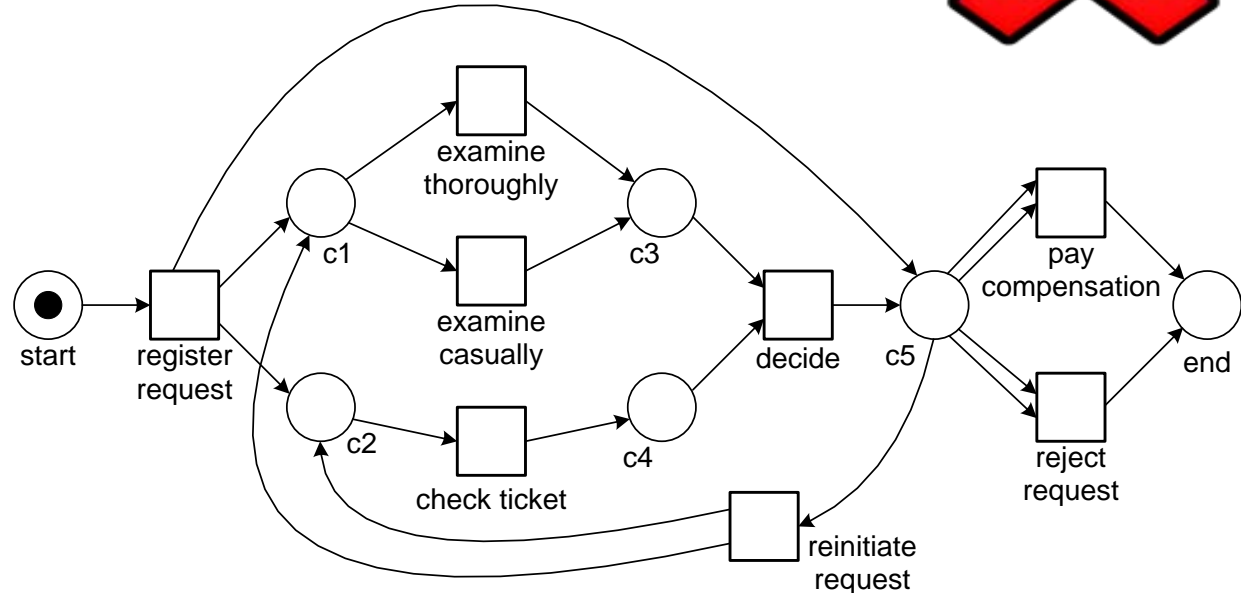 examine
thoroughly
c1
c3
pay
compensation
start
register
request
examine
casually
decide
c5
end
c2
c4
check ticket
reject
request
reinitiate
request